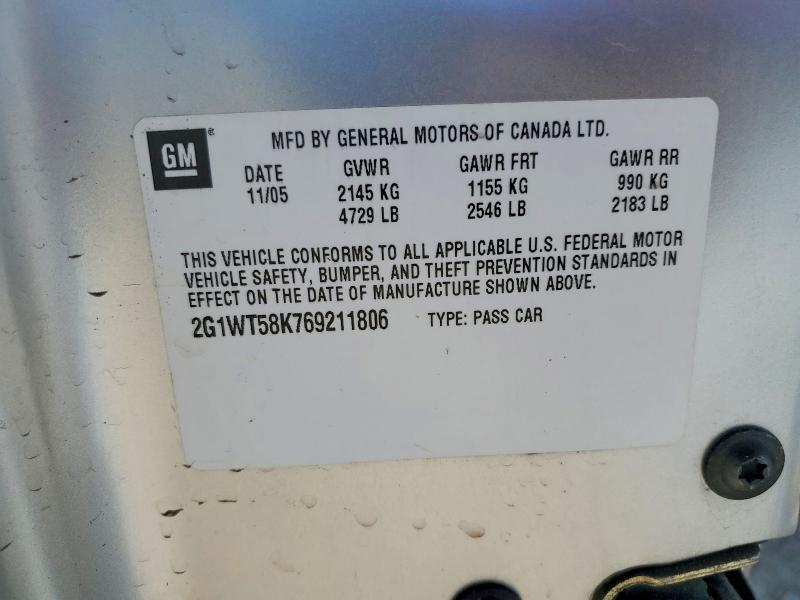 GM ®
MFD BY GENERAL MOTORS OF CANADA LTD.
DATE GVWR GAWR FRT GAWR RR
11/05 2145 KG 1155 KG 990 KG
4729 LB 2546 LB 2183 LB
THIS VEHICLE CONFORMS TO ALL APPLICABLE U.S. FEDERAL MOTOR
VEHICLE SAFETY, BUMPER, AND THEFT PREVENTION STANDARDS IN
EFFECT ON THE DATE OF MANUFACTURE SHOWN ABOVE.
2G1WT58K769211806 TYPE: PASS CAR